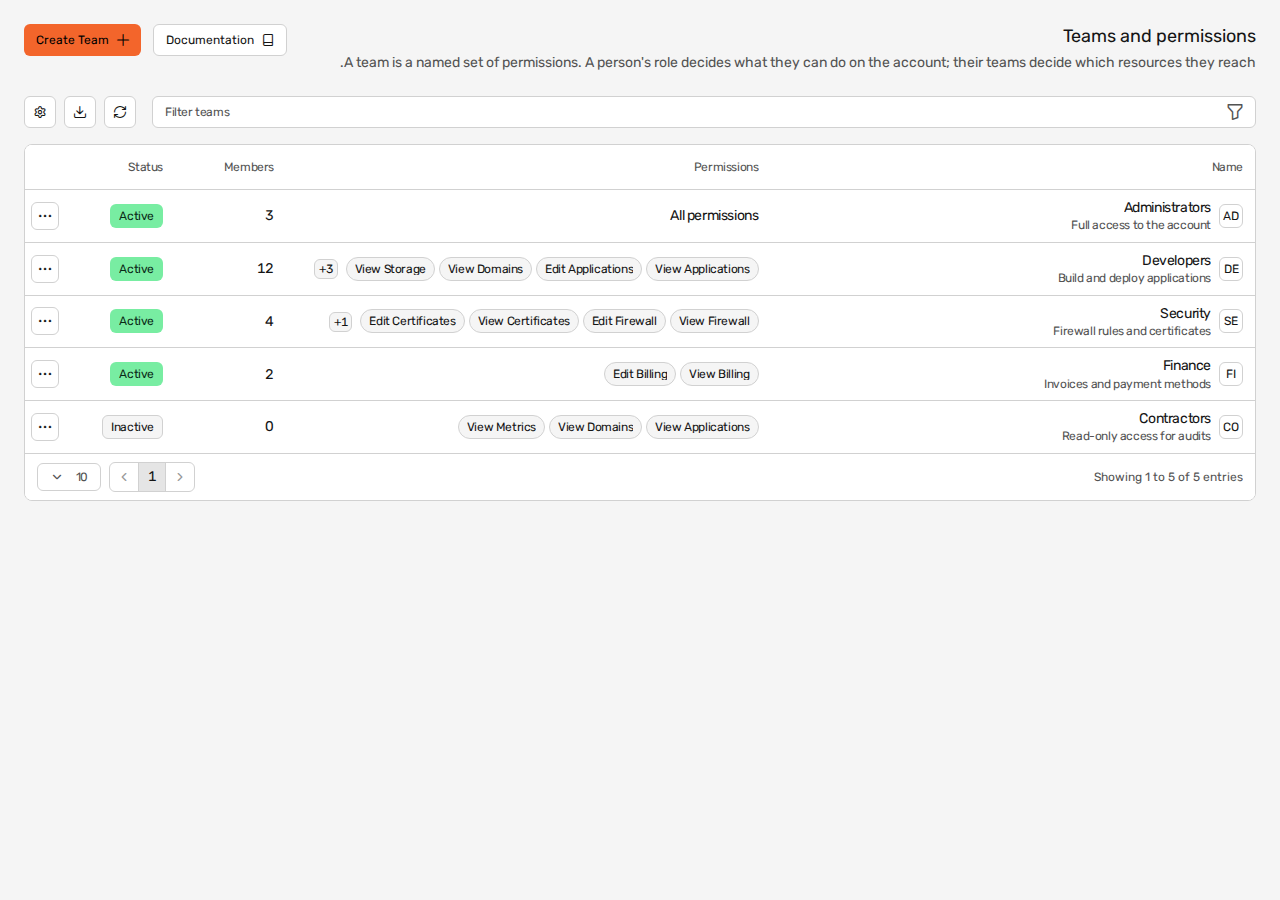 Teams and permissions
.A team is a named set of permissions. A person's role decides what they can do on the account; their teams decide which resources they reach
Documentation
Create Team
Filter teams
Name Permissions Members Status
AD Administrators All permissions 3 Active
Full access to the account
DE Developers View Applications Edit Applications View Domains View Storage +3 12 Active
Build and deploy applications
SE Security View Firewall Edit Firewall View Certificates Edit Certificates +1 4 Active
Firewall rules and certificates
FI Finance View Billing Edit Billing 2 Active
Invoices and payment methods
CO Contractors View Applications View Domains View Metrics 0 Inactive
Read-only access for audits
Showing 1 to 5 of 5 entries 1 10